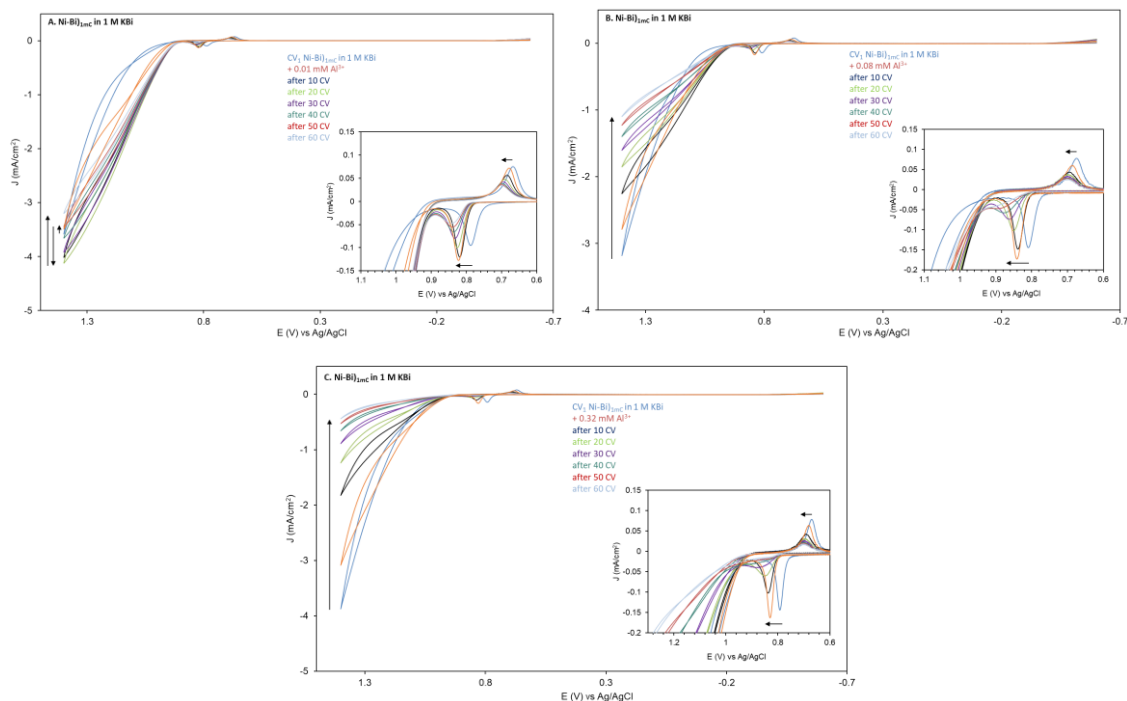 A. Ni-Bi)1mC in 1 M KBi
0
-1
-2
-3
-4
-5
J (mA/cm²)
1.3
0.8
0.3
-0.2
-0.7
E (V) vs Ag/AgCl
CV₁ Ni-Bi)1mC in 1 M KBi
+ 0.01 mM Al³⁺
after 10 CV
after 20 CV
after 30 CV
after 40 CV
after 50 CV
after 60 CV
0.15
0.1
0.05
0
-0.05
-0.1
-0.15
J (mA/cm²)
1.1
1
0.9
0.8
0.7
0.6
E (V) vs Ag/AgCl
B. Ni-Bi)1mC in 1 M KBi
0
-1
-2
-3
-4
J (mA/cm²)
1.3
0.8
0.3
-0.2
-0.7
E (V) vs Ag/AgCl
CV₁ Ni-Bi)1mC in 1 M KBi
+ 0.08 mM Al³⁺
after 10 CV
after 20 CV
after 30 CV
after 40 CV
after 50 CV
after 60 CV
0.15
0.1
0.05
0
-0.05
-0.1
-0.15
-0.2
J (mA/cm²)
1
0.9
0.8
0.7
0.6
E (V) vs Ag/AgCl
C. Ni-Bi)1mC in 1 M KBi
0
-1
-2
-3
-4
-5
J (mA/cm²)
1.3
0.8
0.3
-0.2
-0.7
E (V) vs Ag/AgCl
CV₁ Ni-Bi)1mC in 1 M KBi
+ 0.32 mM Al³⁺
after 10 CV
after 20 CV
after 30 CV
after 40 CV
after 50 CV
after 60 CV
0.15
0.1
0.05
0
-0.05
-0.1
-0.15
-0.2
J (mA/cm²)
1.2
1
0.8
0.6
E (V) vs Ag/AgCl